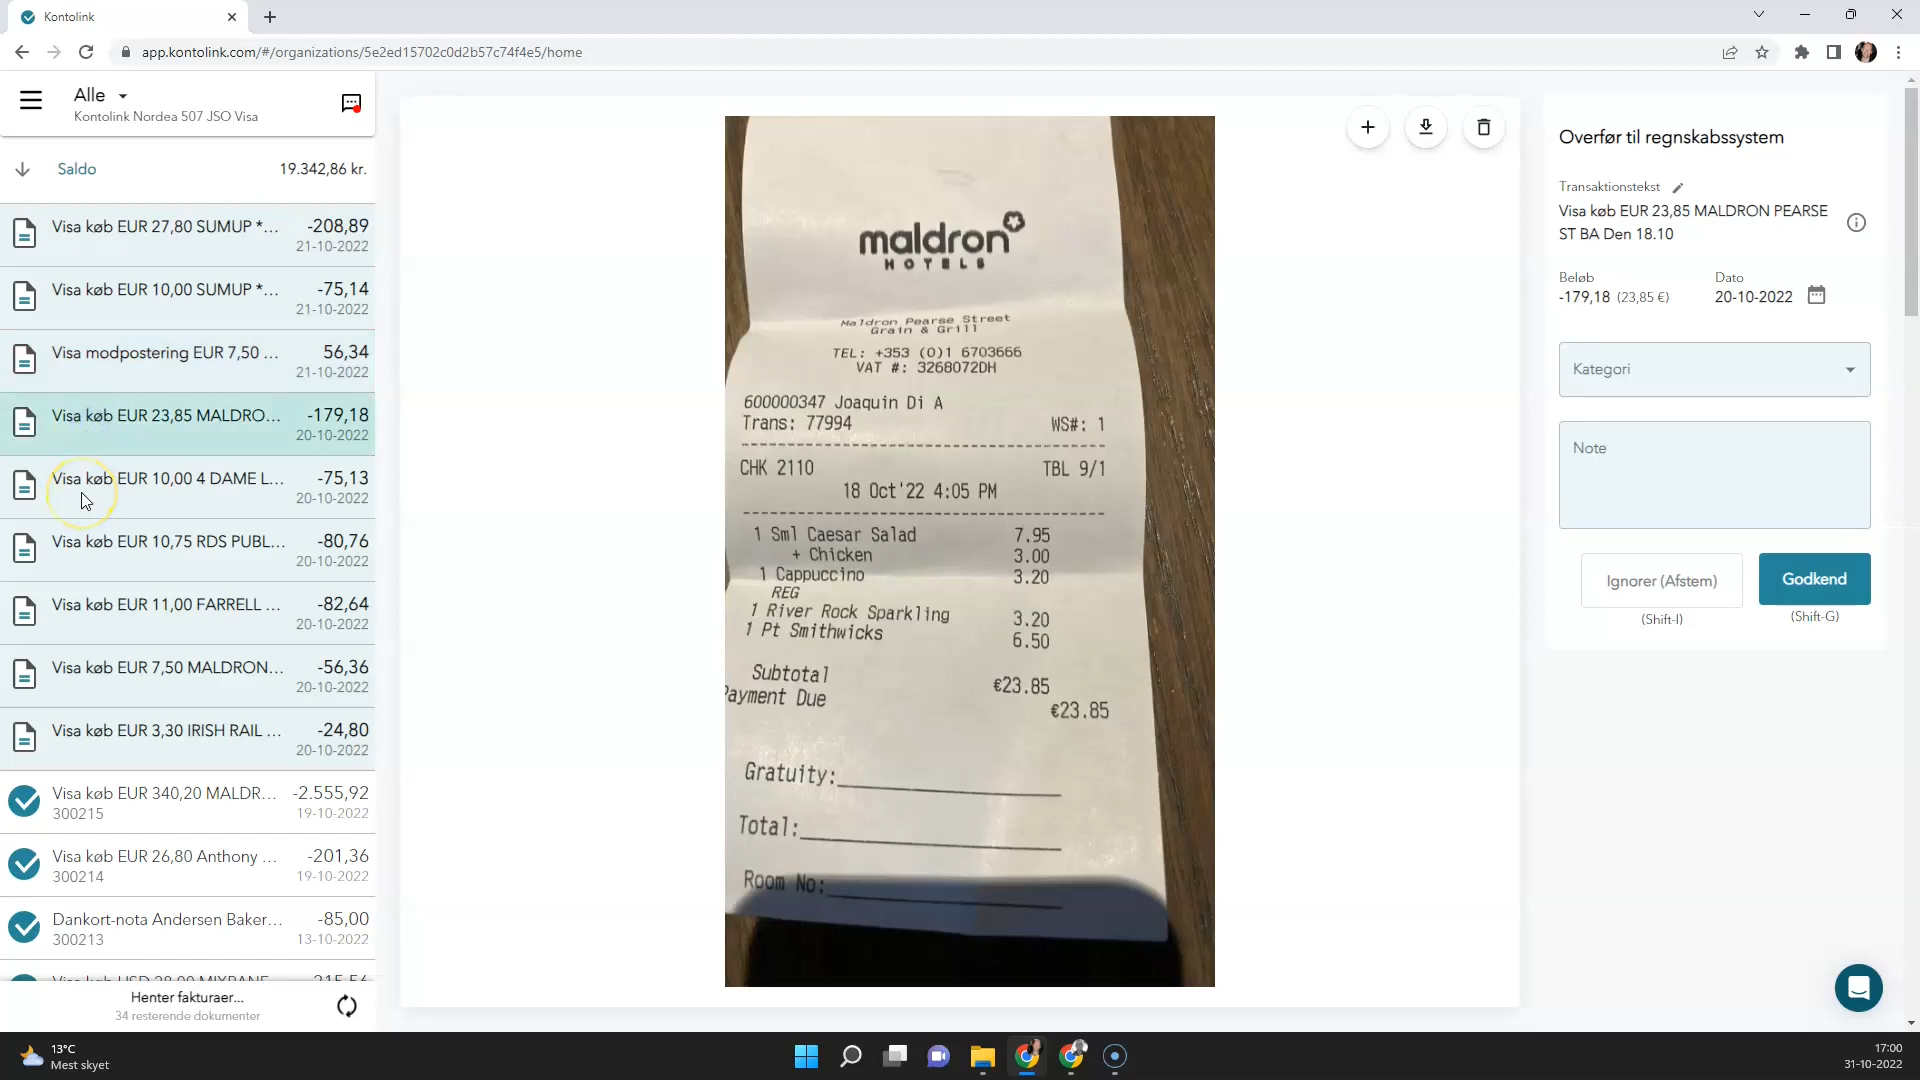 Kontolink
app.kontolink.com/#/organizations/5e2ed15702c0d2b57c74f4e5/home
Alle
Kontolink Nordea 507 JSO Visa
Saldo 19.342,86 kr.
Visa køb EUR 27,80 SUMUP *... -208,89
21-10-2022
Visa køb EUR 10,00 SUMUP *... -75,14
21-10-2022
Visa modpostering EUR 7,50 ... 56,34
21-10-2022
Visa køb EUR 23,85 MALDRO... -179,18
20-10-2022
Visa køb EUR 10,00 4 DAME L... -75,13
20-10-2022
Visa køb EUR 10,75 RDS PUBL... -80,76
20-10-2022
Visa køb EUR 11,00 FARRELL ... -82,64
20-10-2022
Visa køb EUR 7,50 MALDRON... -56,36
20-10-2022
Visa køb EUR 3,30 IRISH RAIL ... -24,80
20-10-2022
Visa køb EUR 340,20 MALDR... -2.555,92
300215 19-10-2022
Visa køb EUR 26,80 Anthony ... -201,36
300214 19-10-2022
Dankort-nota Andersen Baker... -85,00
300213 13-10-2022
Henter fakturaer...
34 resterende dokumenter
maldron
HOTELS
Maldron Pearse Street
Grain & Grill
TEL: +353 (0)1 6703666
VAT #: 3268072DH
600000347 Joaquin Di A
Trans: 77994 WS#: 1
CHK 2110 TBL 9/1
18 Oct'22 4:05 PM
1 Sml Caesar Salad 7.95
+ Chicken 3.00
1 Cappuccino 3.20
REG
1 River Rock Sparkling 3.20
1 Pt Smithwicks 6.50
Subtotal €23.85
Payment Due €23.85
Gratuity:
Total:
Room No:
Overfør til regnskabssystem
Transaktionstekst
Visa køb EUR 23,85 MALDRON PEARSE
ST BA Den 18.10
Beløb Dato
-179,18 (23,85 €) 20-10-2022
Kategori
Note
Ignorer (Afstem) Godkend
(Shift-I) (Shift-G)
13°C
Mest skyet
17:00
31-10-2022